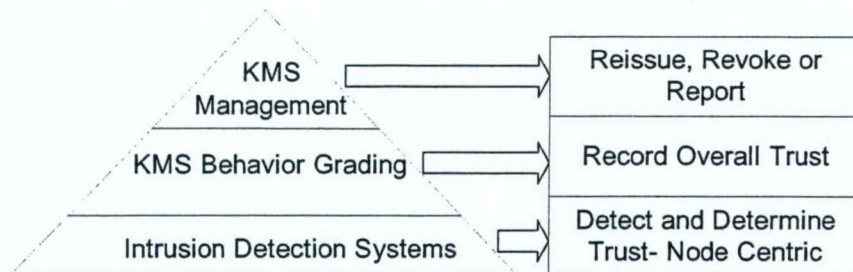 KMS
Management
Reissue, Revoke or
Report
KMS Behavior Grading
Record Overall Trust
Intrusion Detection Systems
Detect and Determine
Trust- Node Centric